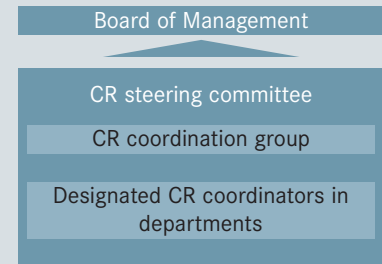 Board of Management
CR steering committee
CR coordination group
Designated CR coordinators in
departments